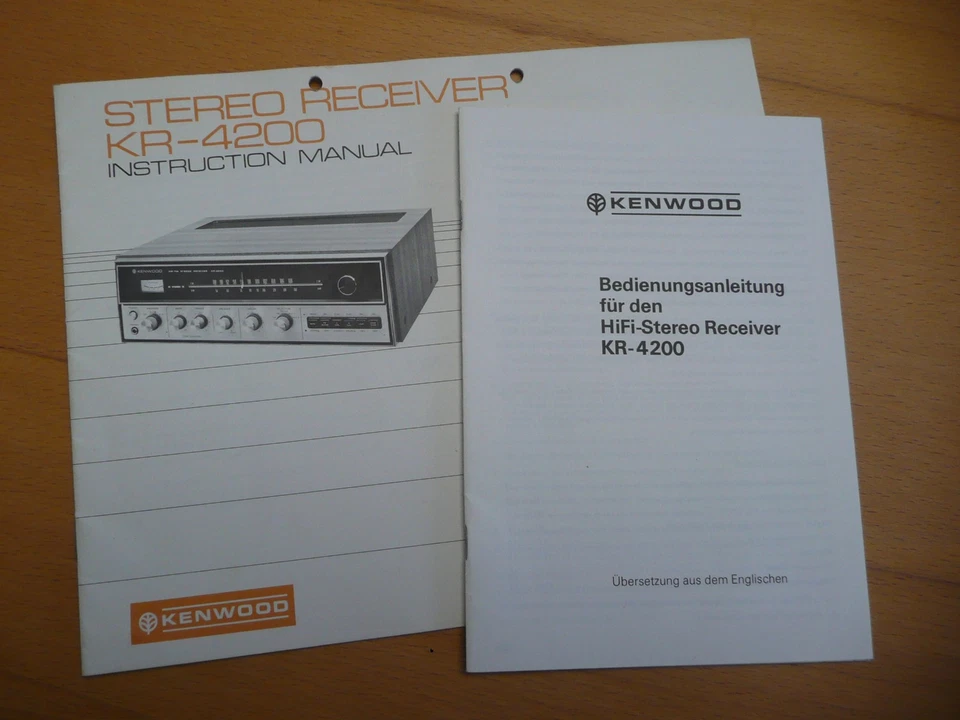 STEREO RECEIVER
KR-4200
INSTRUCTION MANUAL
KENWOOD
KENWOOD
KENWOOD
Bedienungsanleitung
für den
HiFi-Stereo Receiver
KR-4200
Übersetzung aus dem Englischen